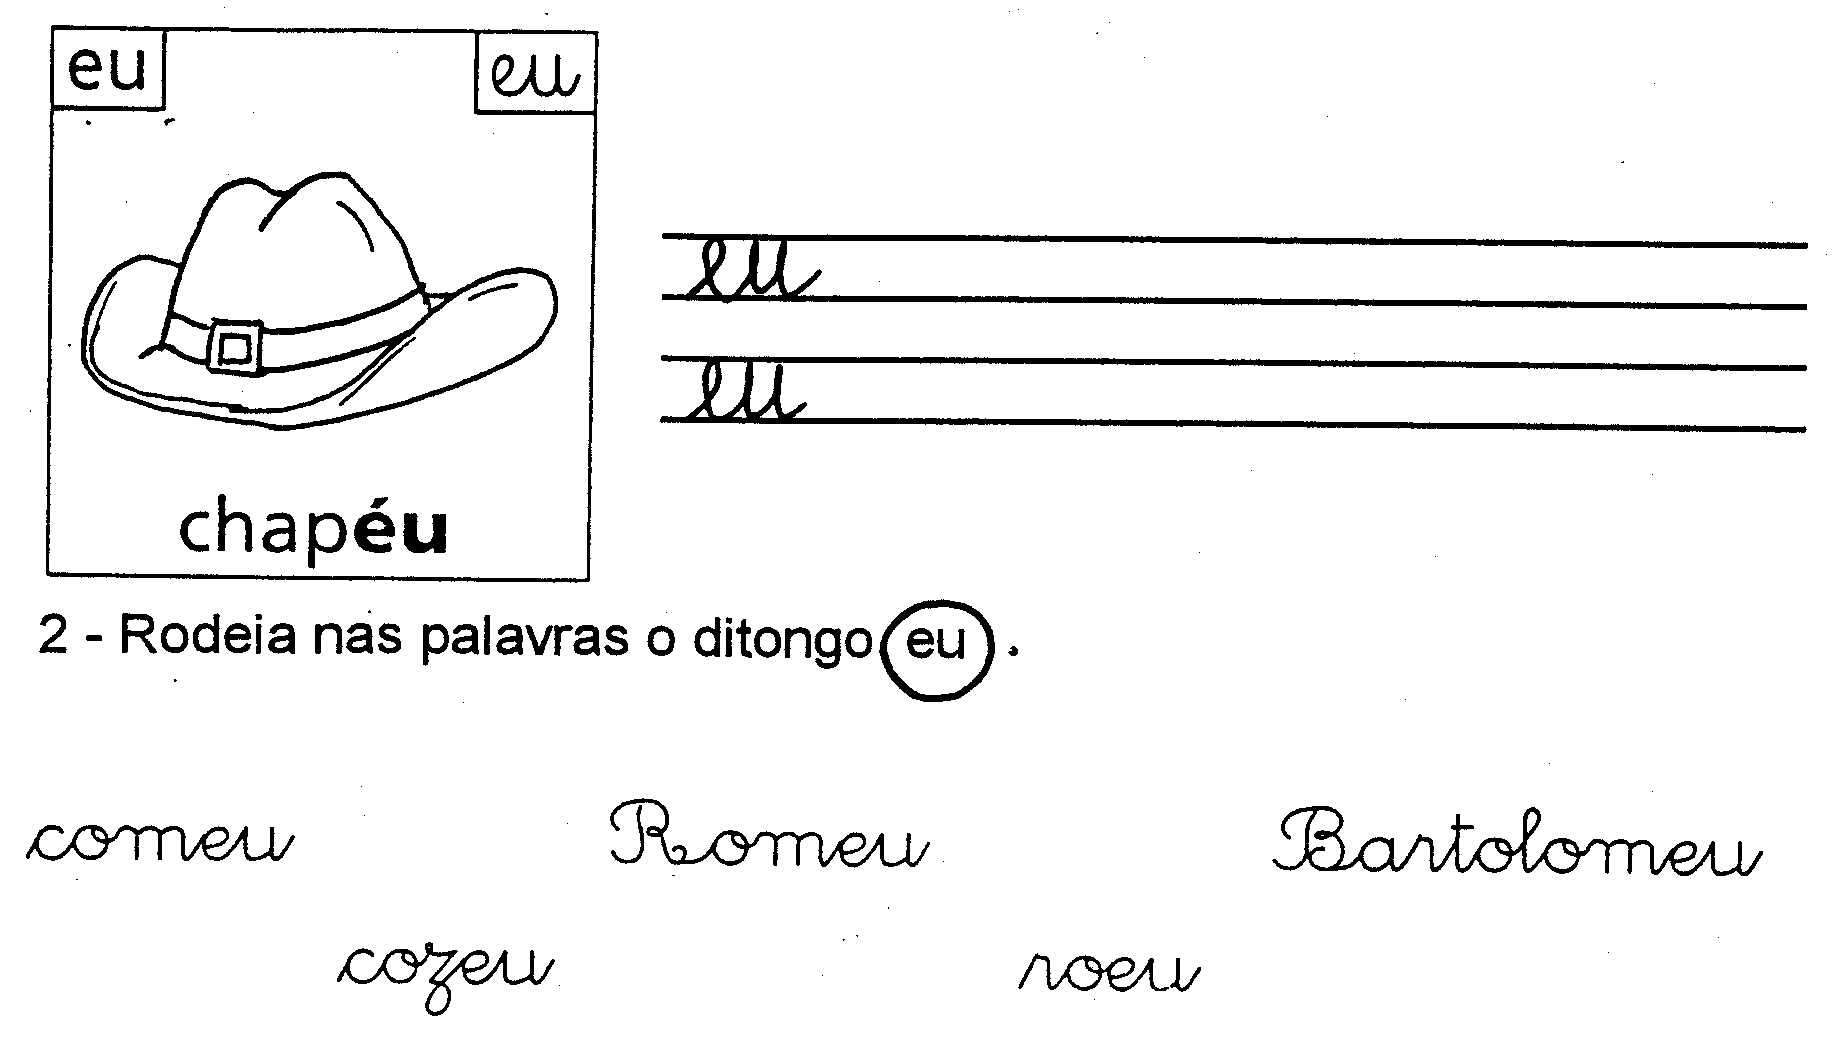 eu eu
eu
eu
chapéu
2 - Rodeia nas palavras o ditongo eu .
comeu Romeu Bartolomeu
cozeu roeu